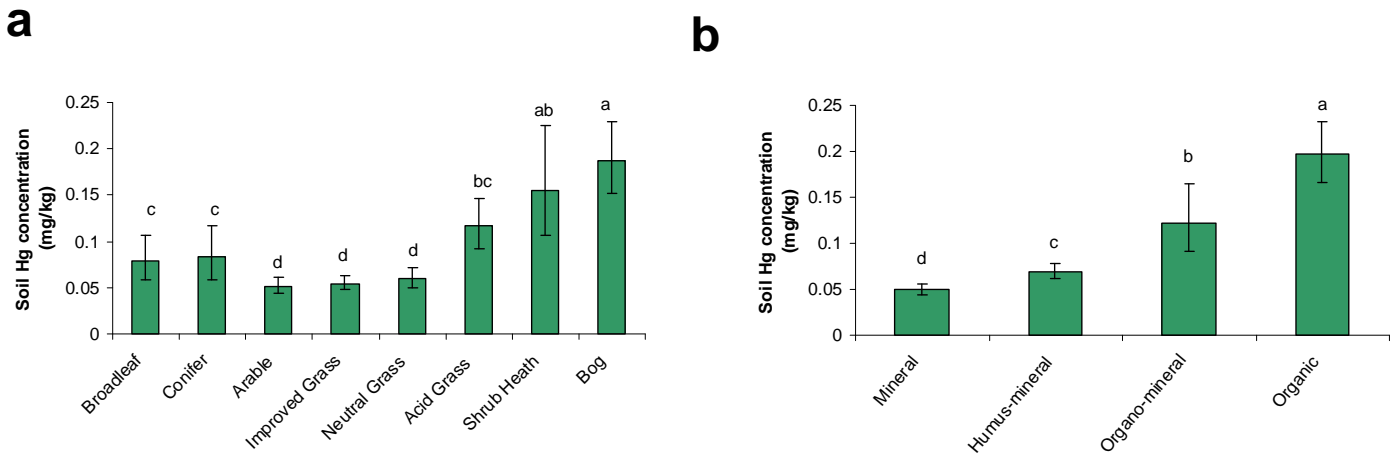 a
Soil Hg concentration
(mg/kg)
0.25
0.2
0.15
0.1
0.05
0
c
c
d
d
d
bc
ab
a
Broadleaf
Conifer
Arable
Improved Grass
Neutral Grass
Acid Grass
Shrub Heath
Bog
b
Soil Hg concentration
(mg/kg)
0.25
0.2
0.15
0.1
0.05
0
d
c
b
a
Mineral
Humus-mineral
Organo-mineral
Organic